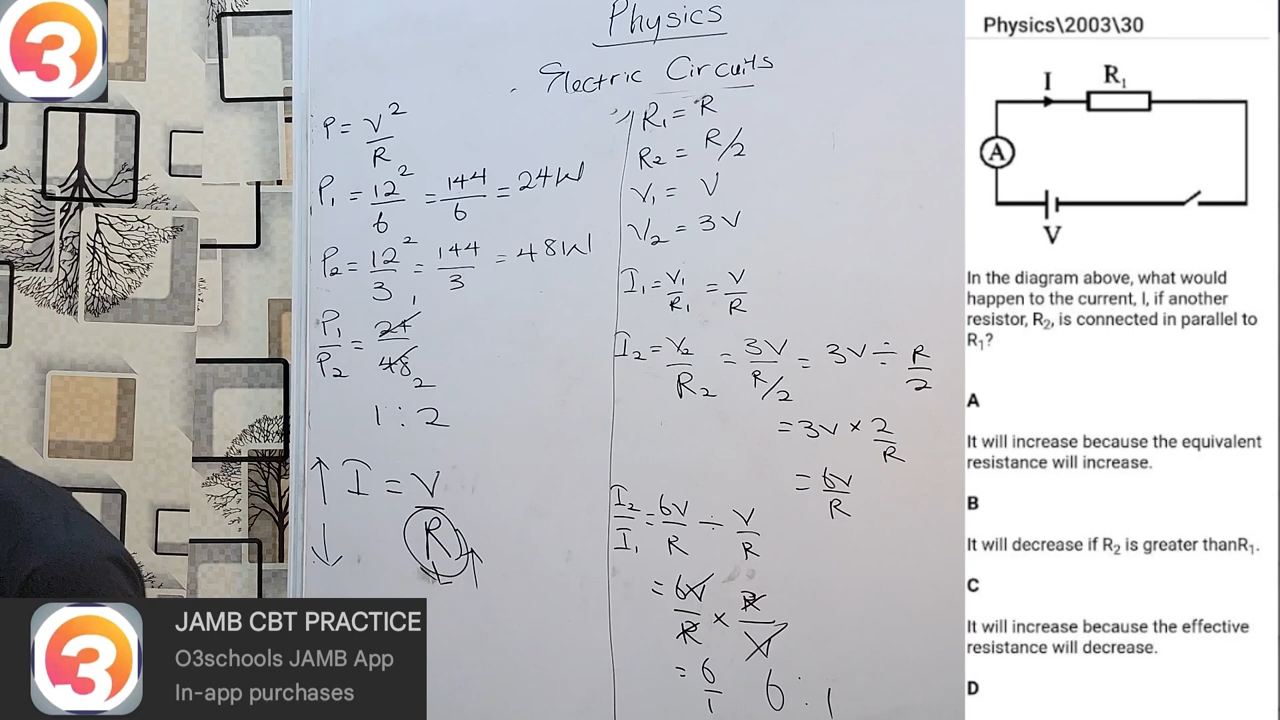 3
Physics
Electric Circuits
P = V²/R
P₁ = 12²/6 = 144/6 = 24W
P₂ = 12²/3 = 144/3 = 48W
P₁/P₂ = 24/48
1
2
1 : 2
↑ I = V/R
↓ ↑
R₁ = R
R₂ = R/2
V₁ = V
V₂ = 3V
I₁ = V₁/R₁ = V/R
I₂ = V₂/R₂ = 3V/R/2 = 3V ÷ R/2
= 3V × 2/R
= 6V/R
I₂/I₁ = 6V/R ÷ V/R
= 6V/R × R/V
= 6/1 6 : 1
3
JAMB CBT PRACTICE
O3schools JAMB App
In-app purchases
Physics\2003\30
I R₁
A
V
In the diagram above, what would
happen to the current, I, if another
resistor, R₂, is connected in parallel to
R₁?
A
It will increase because the equivalent
resistance will increase.
B
It will decrease if R₂ is greater thanR₁.
C
It will increase because the effective
resistance will decrease.
D